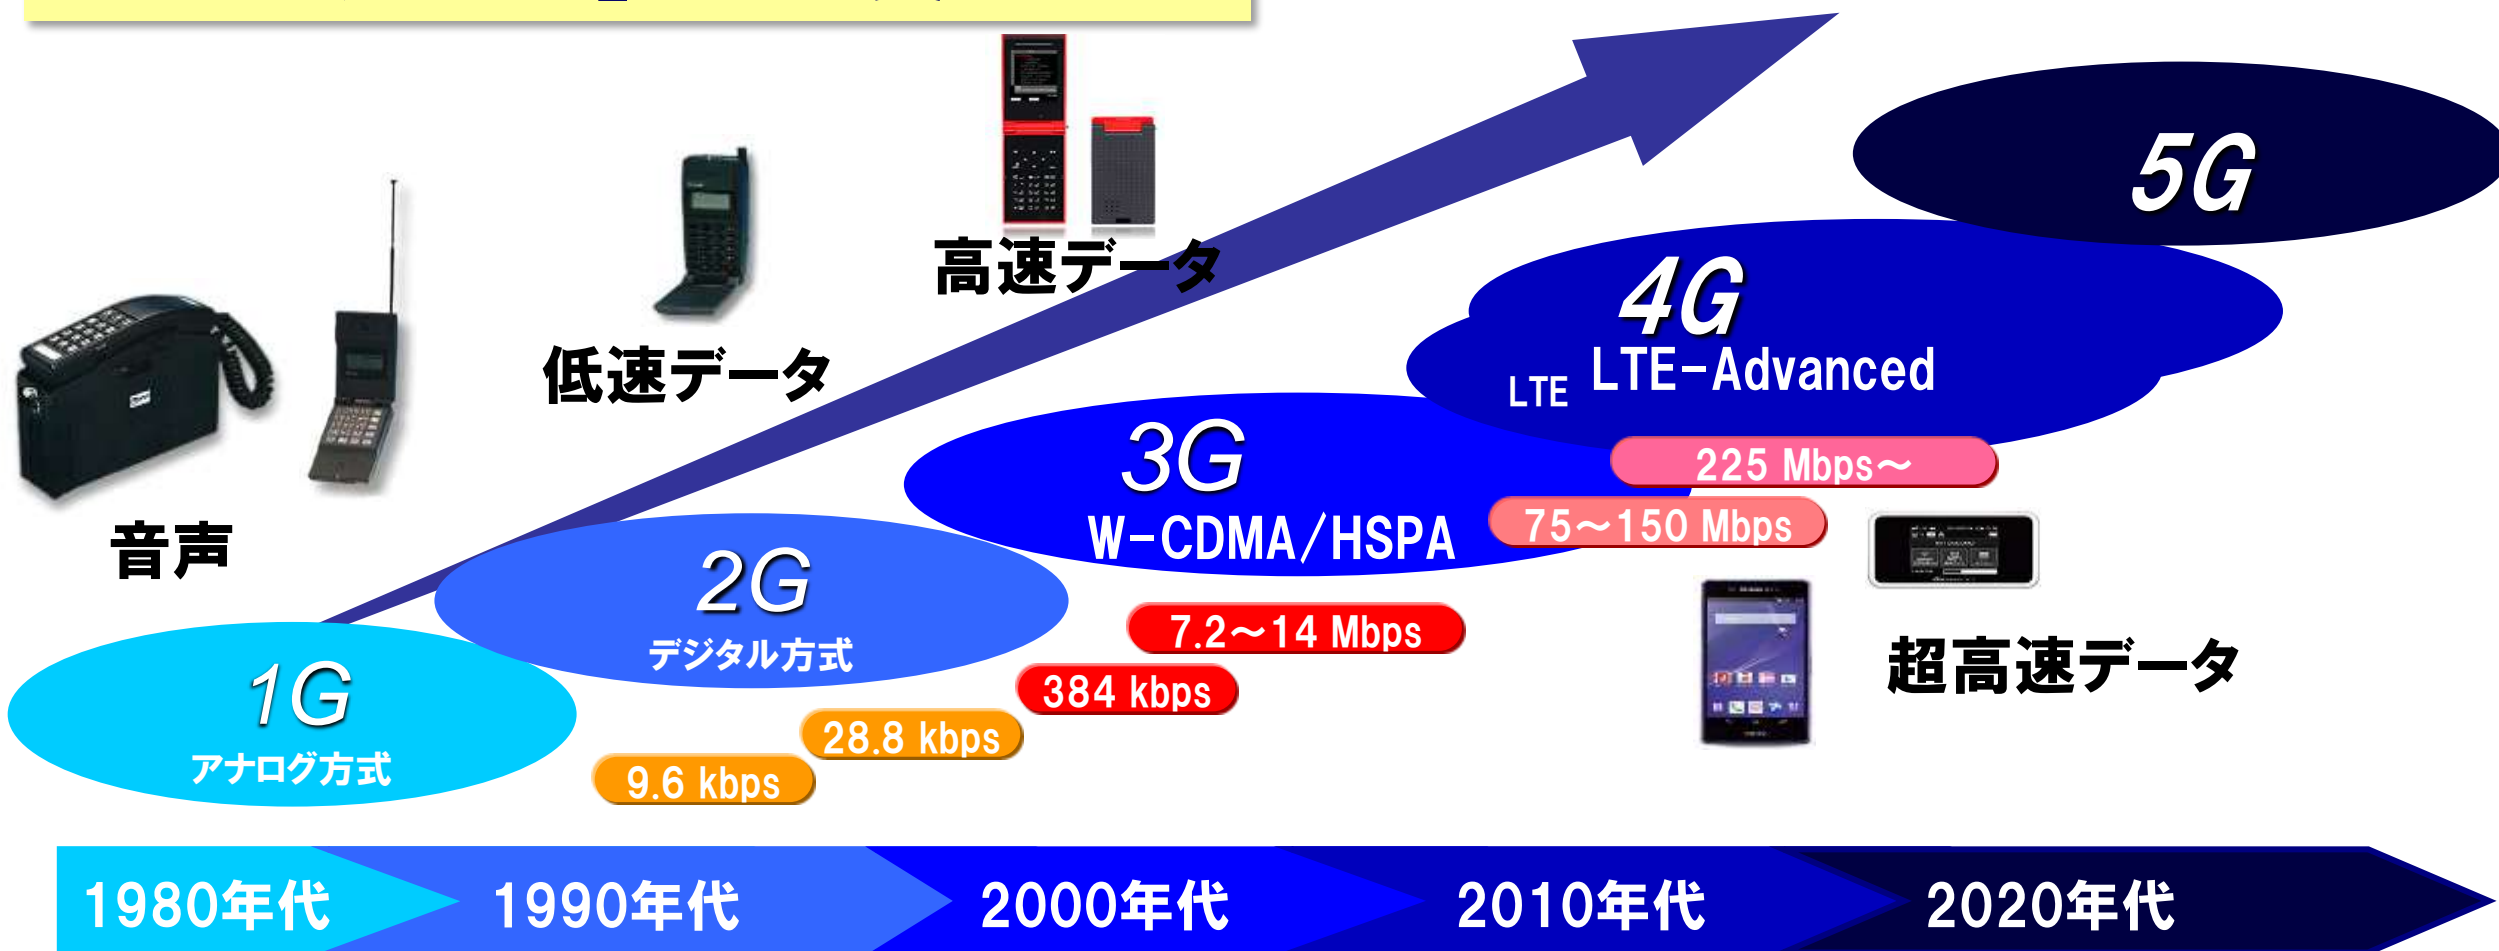 5G
高速データ
4G
LTE LTE-Advanced
低速データ
3G
W-CDMA/HSPA
225 Mbps～
75～150 Mbps
音声
2G
デジタル方式
7.2～14 Mbps
超高速データ
384 kbps
1G
アナログ方式
28.8 kbps
9.6 kbps
1980年代 1990年代 2000年代 2010年代 2020年代